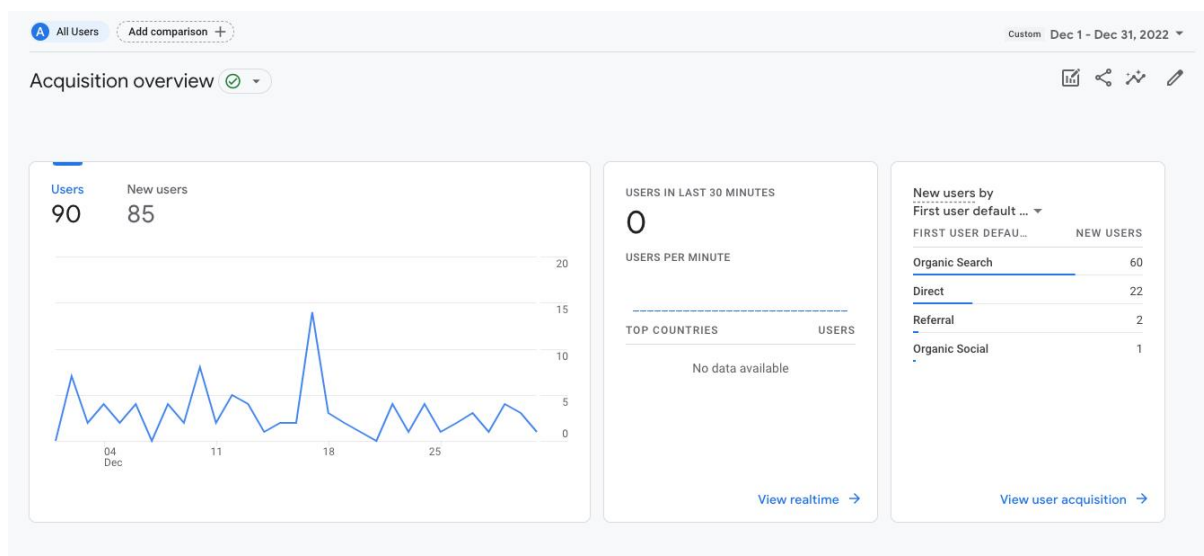 A All Users Add comparison +
Custom Dec 1 - Dec 31, 2022
Acquisition overview
Users New users
90 85
20
15
10
5
0
04 11 18 25
Dec
USERS IN LAST 30 MINUTES
0
USERS PER MINUTE
TOP COUNTRIES USERS
No data available
View realtime →
New users by
First user default ...
FIRST USER DEFAU... NEW USERS
Organic Search 60
Direct 22
Referral 2
Organic Social 1
View user acquisition →